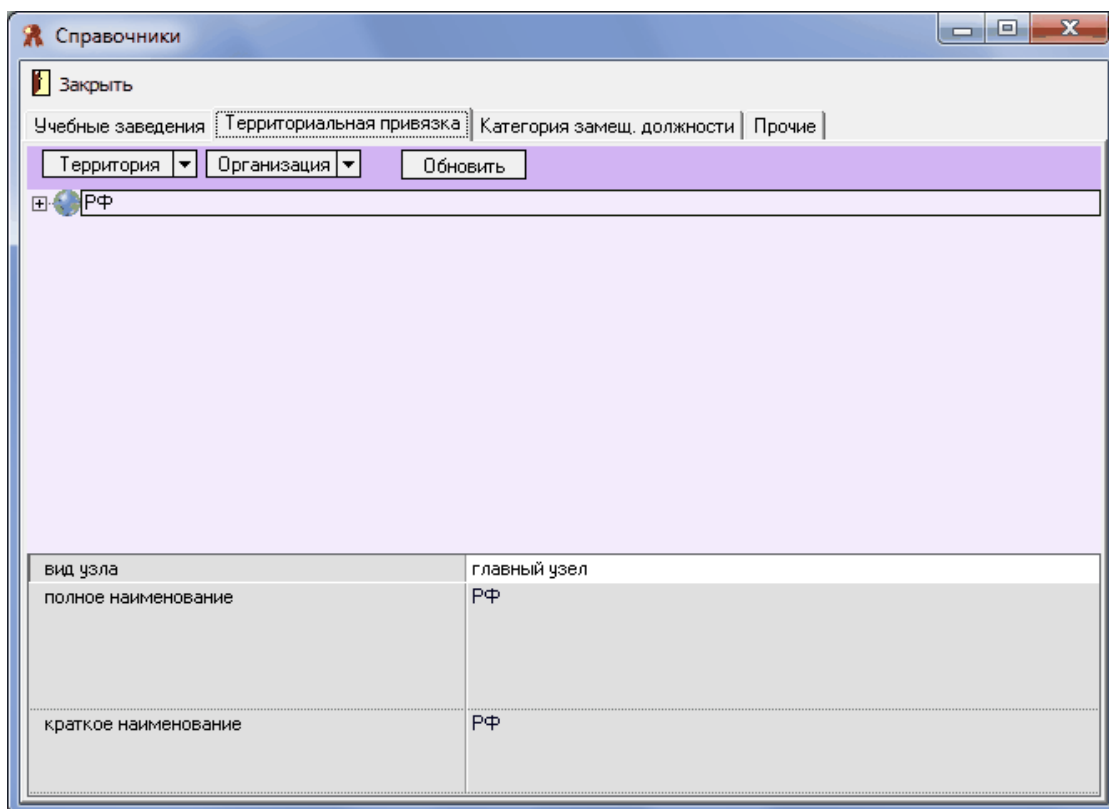 Справочники
Закрыть
Учебные заведения Территориальная привязка Категория замещ. должности Прочие
Территория Организация Обновить
РФ
вид узла главный узел
полное наименование РФ
краткое наименование РФ